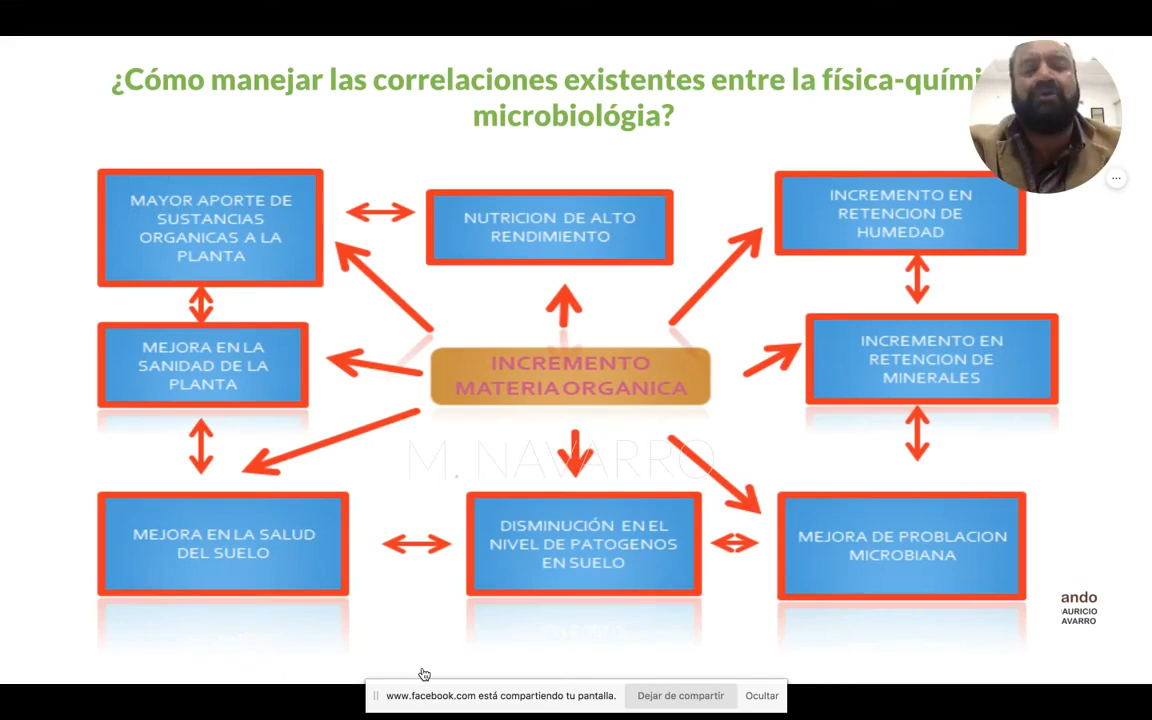 ¿Cómo manejar las correlaciones existentes entre la física-quími
microbiológia?
MAYOR APORTE DE
SUSTANCIAS
ORGANICAS A LA
PLANTA
NUTRICION DE ALTO
RENDIMIENTO
INCREMENTO EN
RETENCION DE
HUMEDAD
MEJORA EN LA
SANIDAD DE LA
PLANTA
INCREMENTO
MATERIA ORGANICA
INCREMENTO EN
RETENCION DE
MINERALES
M. NAVARRO
MEJORA EN LA SALUD
DEL SUELO
DISMINUCIÓN EN EL
NIVEL DE PATOGENOS
EN SUELO
MEJORA DE PROBLACION
MICROBIANA
ando
AURICIO
AVARRO
www.facebook.com está compartiendo tu pantalla.
Dejar de compartir
Ocultar